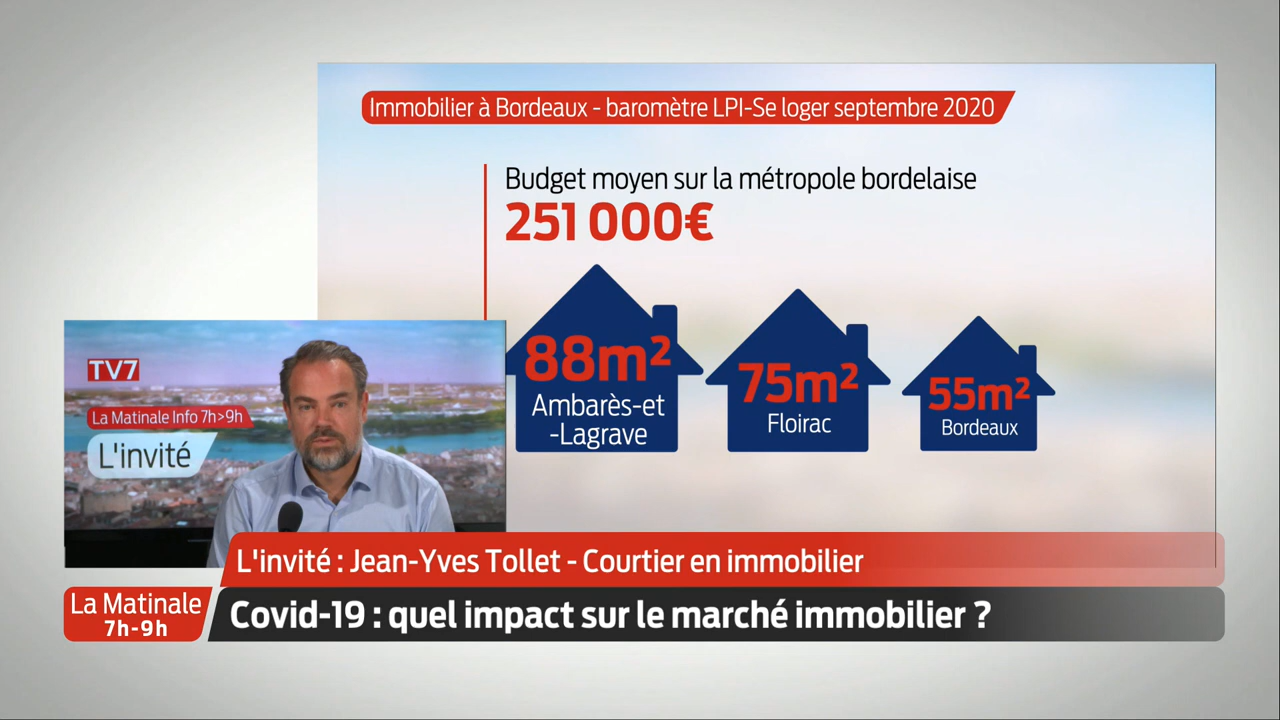 Immobilier à Bordeaux - baromètre LPI-Se loger septembre 2020
Budget moyen sur la métropole bordelaise
251 000€
88m²
Ambarès-et
-Lagrave
75m²
Floirac
55m²
Bordeaux
TV7
La Matinale Info 7h>9h
L'invité
L'invité : Jean-Yves Tollet - Courtier en immobilier
La Matinale
7h-9h
Covid-19 : quel impact sur le marché immobilier ?